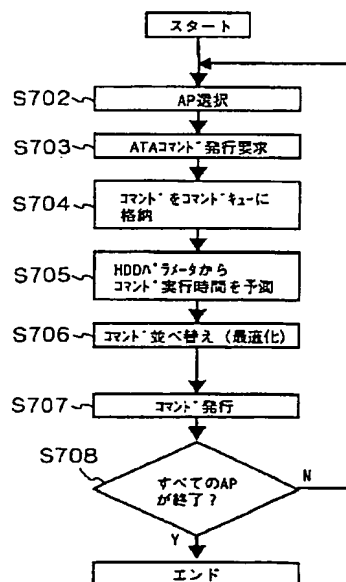 スタート
S702
AP選択
S703
ATAコマンド発行要求
S704
コマンドをコマンドキューに
格納
S705
HDDパラメータから
コマンド実行時間を予測
S706
コマンド並べ替え（最適化）
S707
コマンド発行
S708
すべてのAP
が終了？
N
Y
エンド